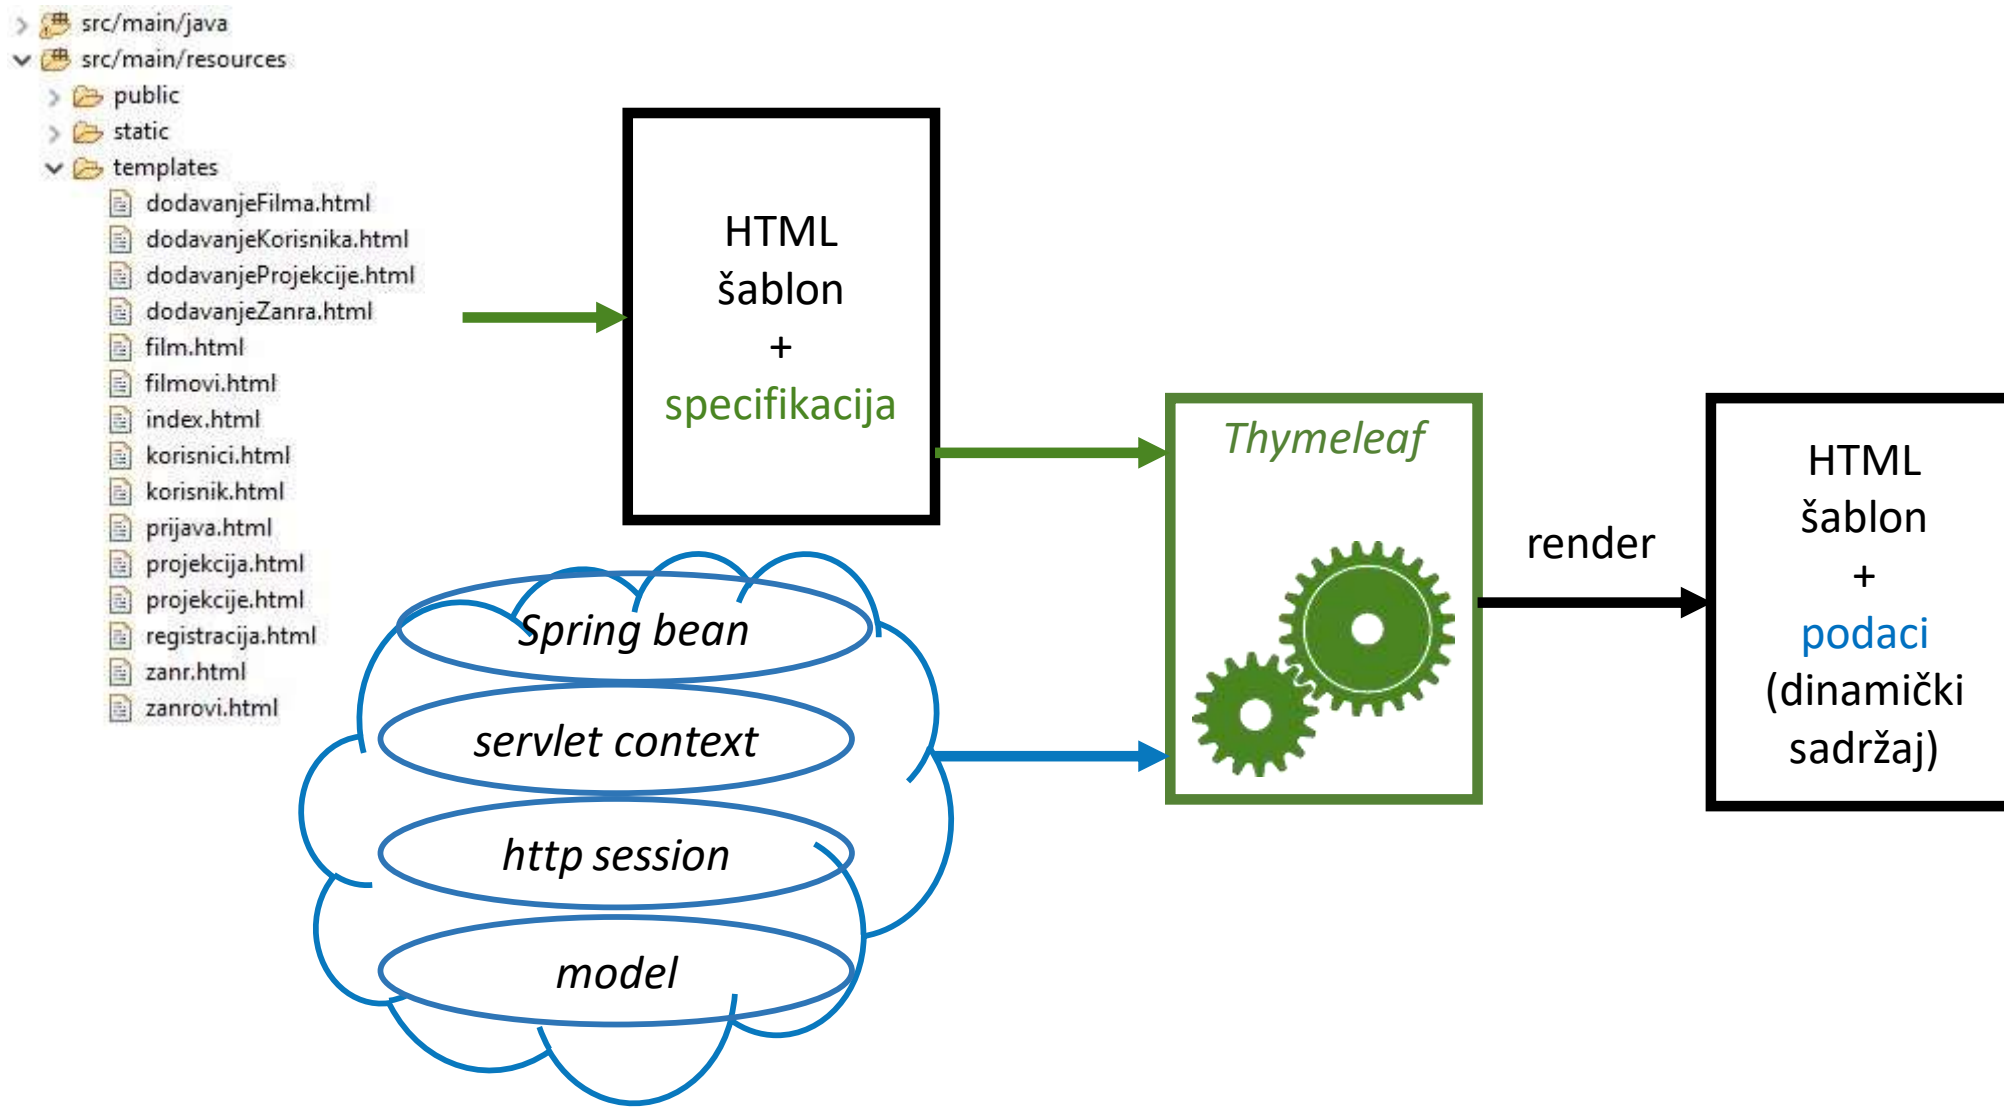 src/main/java
src/main/resources
public
static
templates
dodavanjeFilma.html
dodavanjeKorisnika.html
dodavanjeProjekcije.html
dodavanjeZanra.html
film.html
filmovi.html
index.html
korisnici.html
korisnik.html
prijava.html
projekcija.html
projekcije.html
registracija.html
zanr.html
zanrovi.html
HTML
šablon
+
specifikacija
Spring bean
servlet context
http session
model
Thymeleaf
render
HTML
šablon
+
podaci
(dinamički
sadržaj)